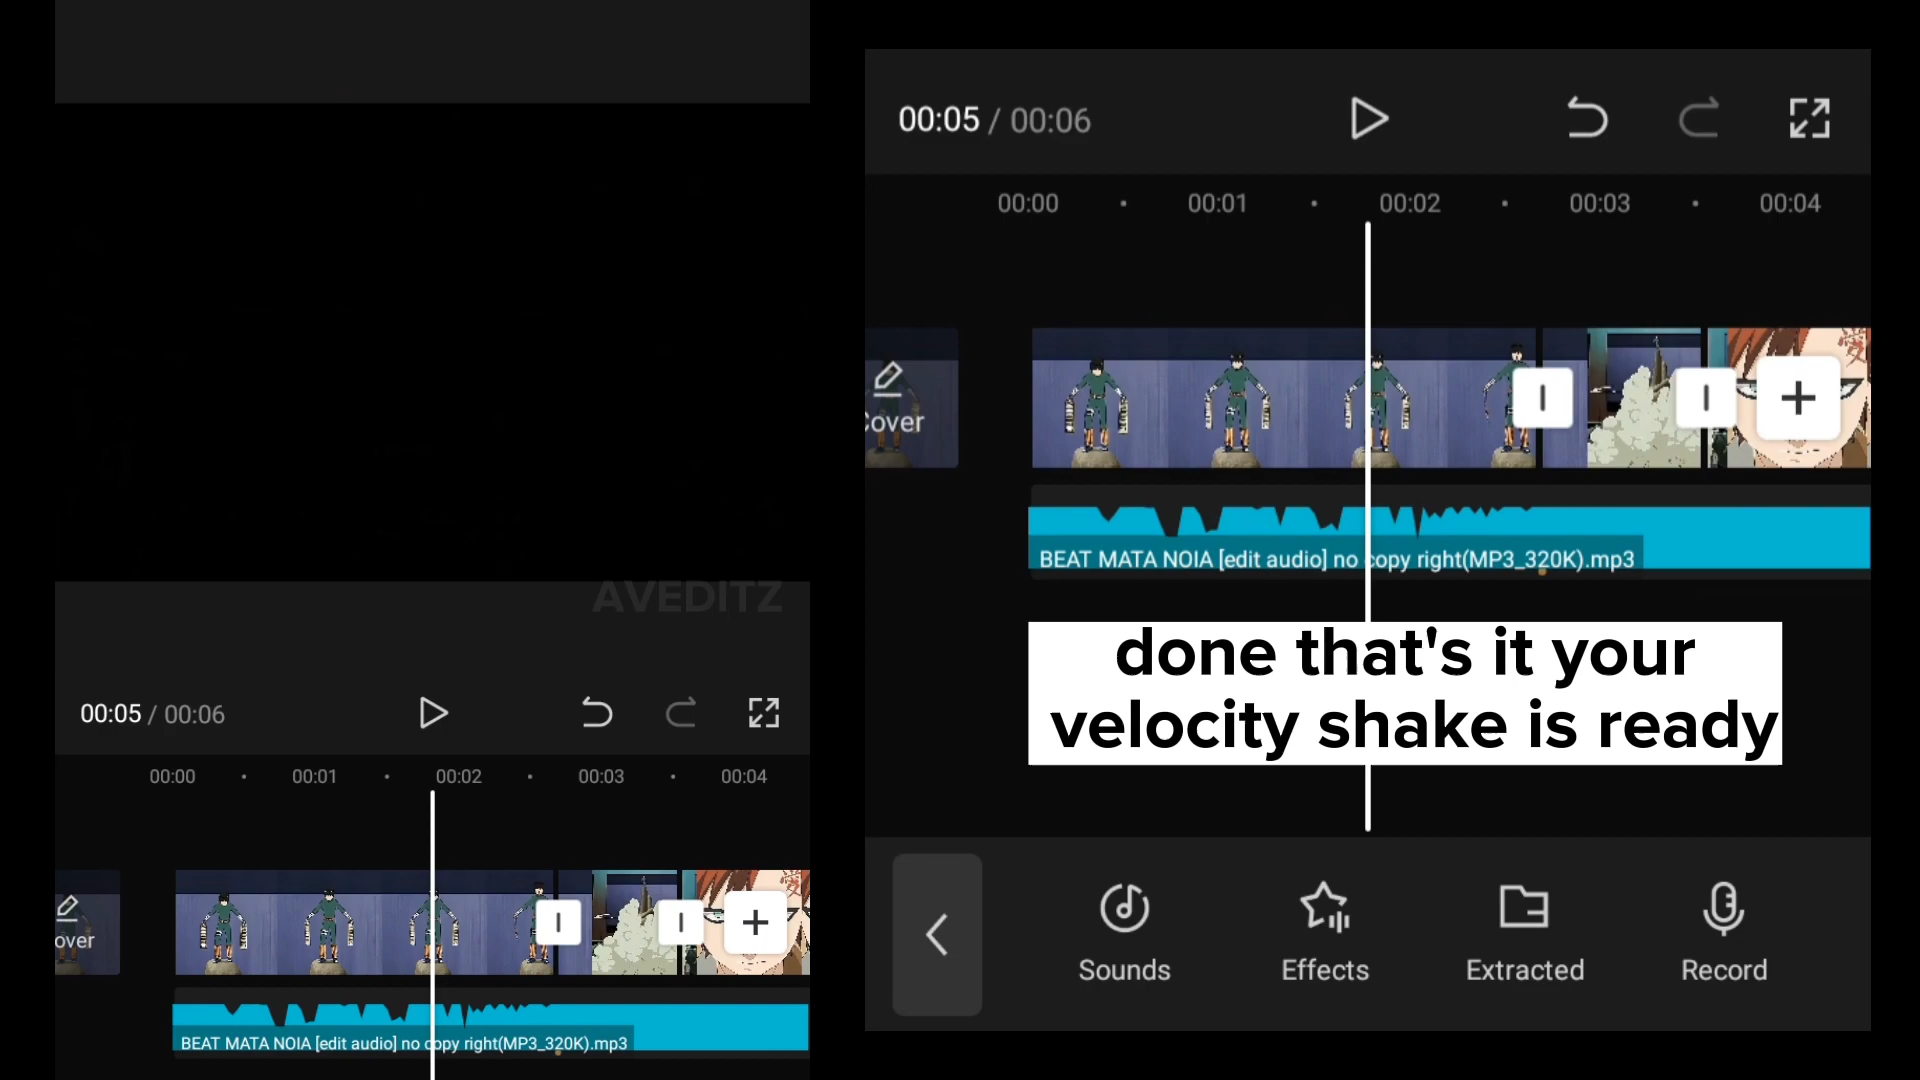 AVEDITZ
00:05 / 00:06
00:00 00:01 00:02 00:03 00:04
over
BEAT MATA NOIA [edit audio] no copy right(MP3_320K).mp3
00:05 / 00:06
00:00 00:01 00:02 00:03 00:04
Cover
BEAT MATA NOIA [edit audio] no copy right(MP3_320K).mp3
done that's it your
velocity shake is ready
Sounds Effects Extracted Record